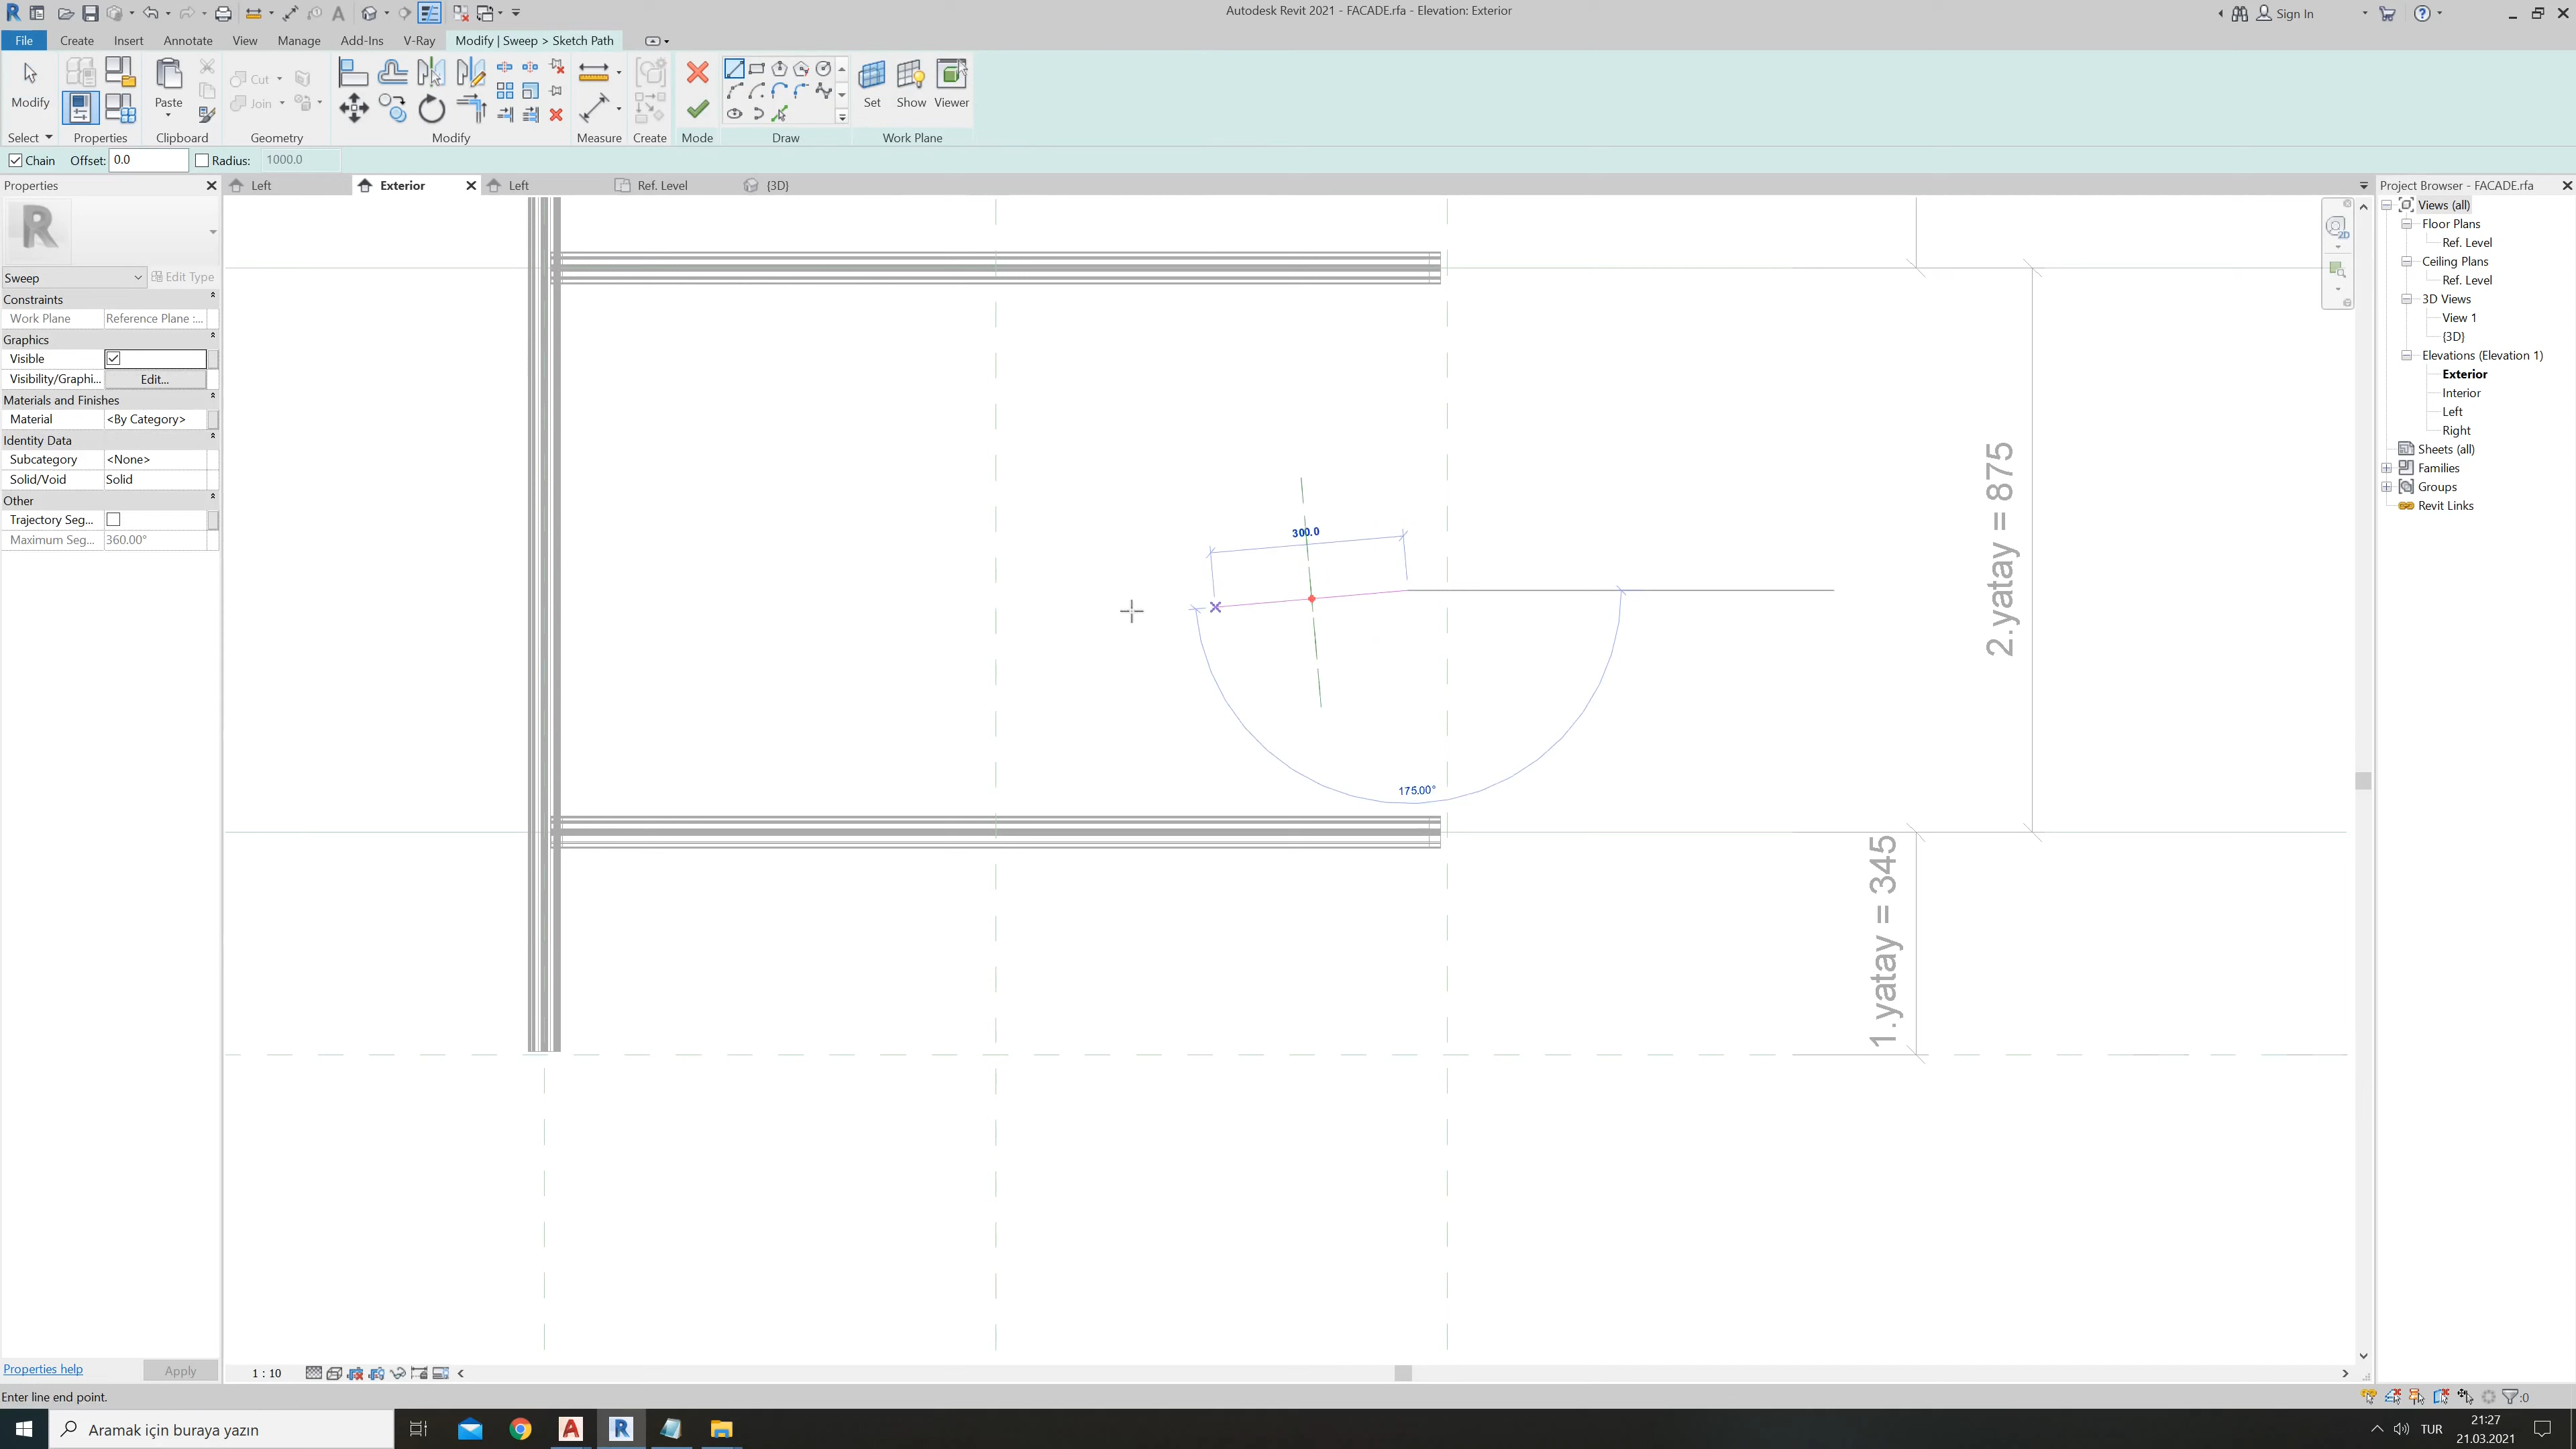 Autodesk Revit 2021 - FACADE.rfa - Elevation: Exterior
Sign In
File Create Insert Annotate View Manage Add-Ins V-Ray Modify | Sweep > Sketch Path
Modify Paste Cut Join Set Show Viewer
Select Properties Clipboard Geometry Modify Measure Create Mode Draw Work Plane
Chain Offset: 0.0 Radius: 1000.0
Properties
Left Exterior Left Ref. Level {3D}
Project Browser - FACADE.rfa
Sweep Edit Type
Constraints
Work Plane Reference Plane :...
Graphics
Visible
Visibility/Graphi... Edit...
Materials and Finishes
Material <By Category>
Identity Data
Subcategory <None>
Solid/Void Solid
Other
Trajectory Seg...
Maximum Seg... 360.00°
300.0
175.00°
2.yatay = 875
1.yatay = 345
2D
Views (all)
Floor Plans
Ref. Level
Ceiling Plans
Ref. Level
3D Views
View 1
{3D}
Elevations (Elevation 1)
Exterior
Interior
Left
Right
Sheets (all)
Families
Groups
Revit Links
Properties help Apply
1 : 10
Enter line end point.
:0
Aramak için buraya yazın
TUR
21:27
21.03.2021